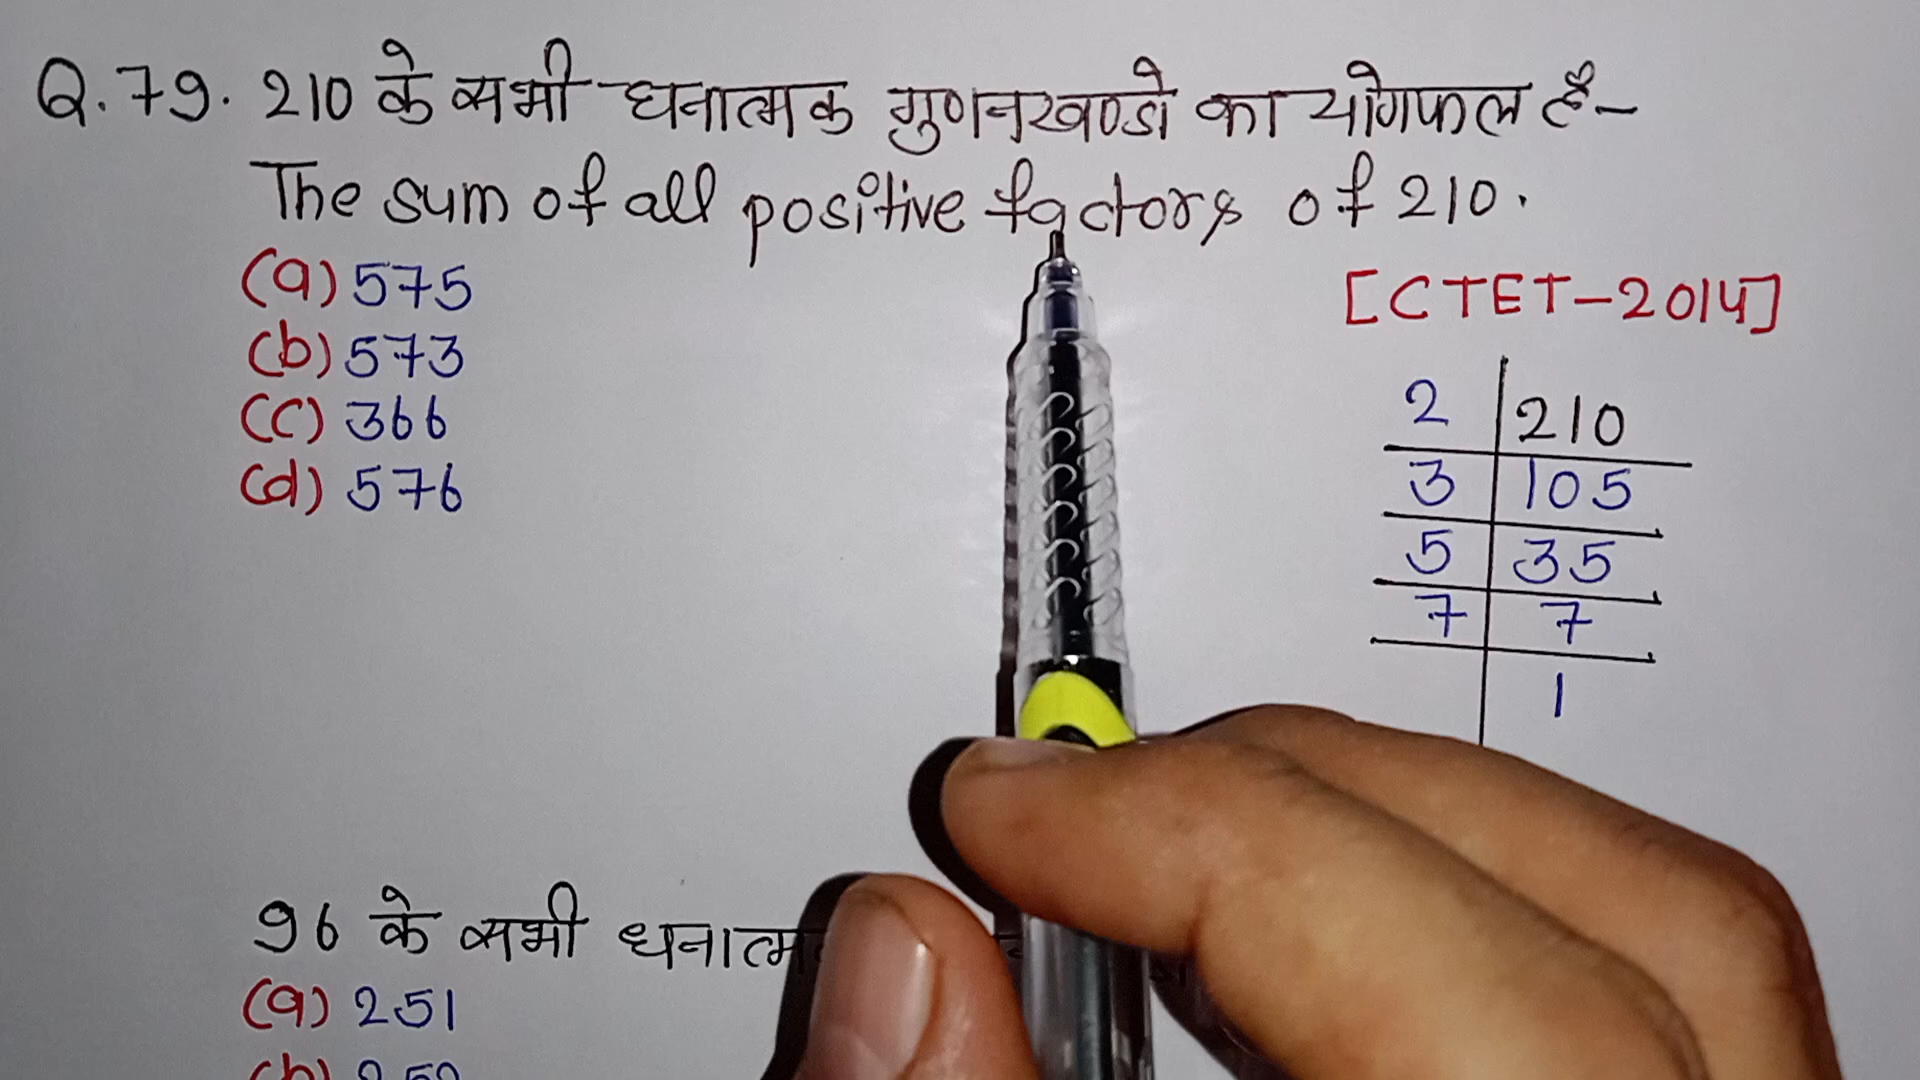 Q.79. 210 के सभी धनात्मक गुणनखण्डो का योगफल है-
The sum of all positive factors of 210.
(a) 575
(b) 573
(c) 366
(d) 576
[CTET-2014]
2 210
3 105
5 35
7 7
1
96 के सभी
(a) 251
(b)